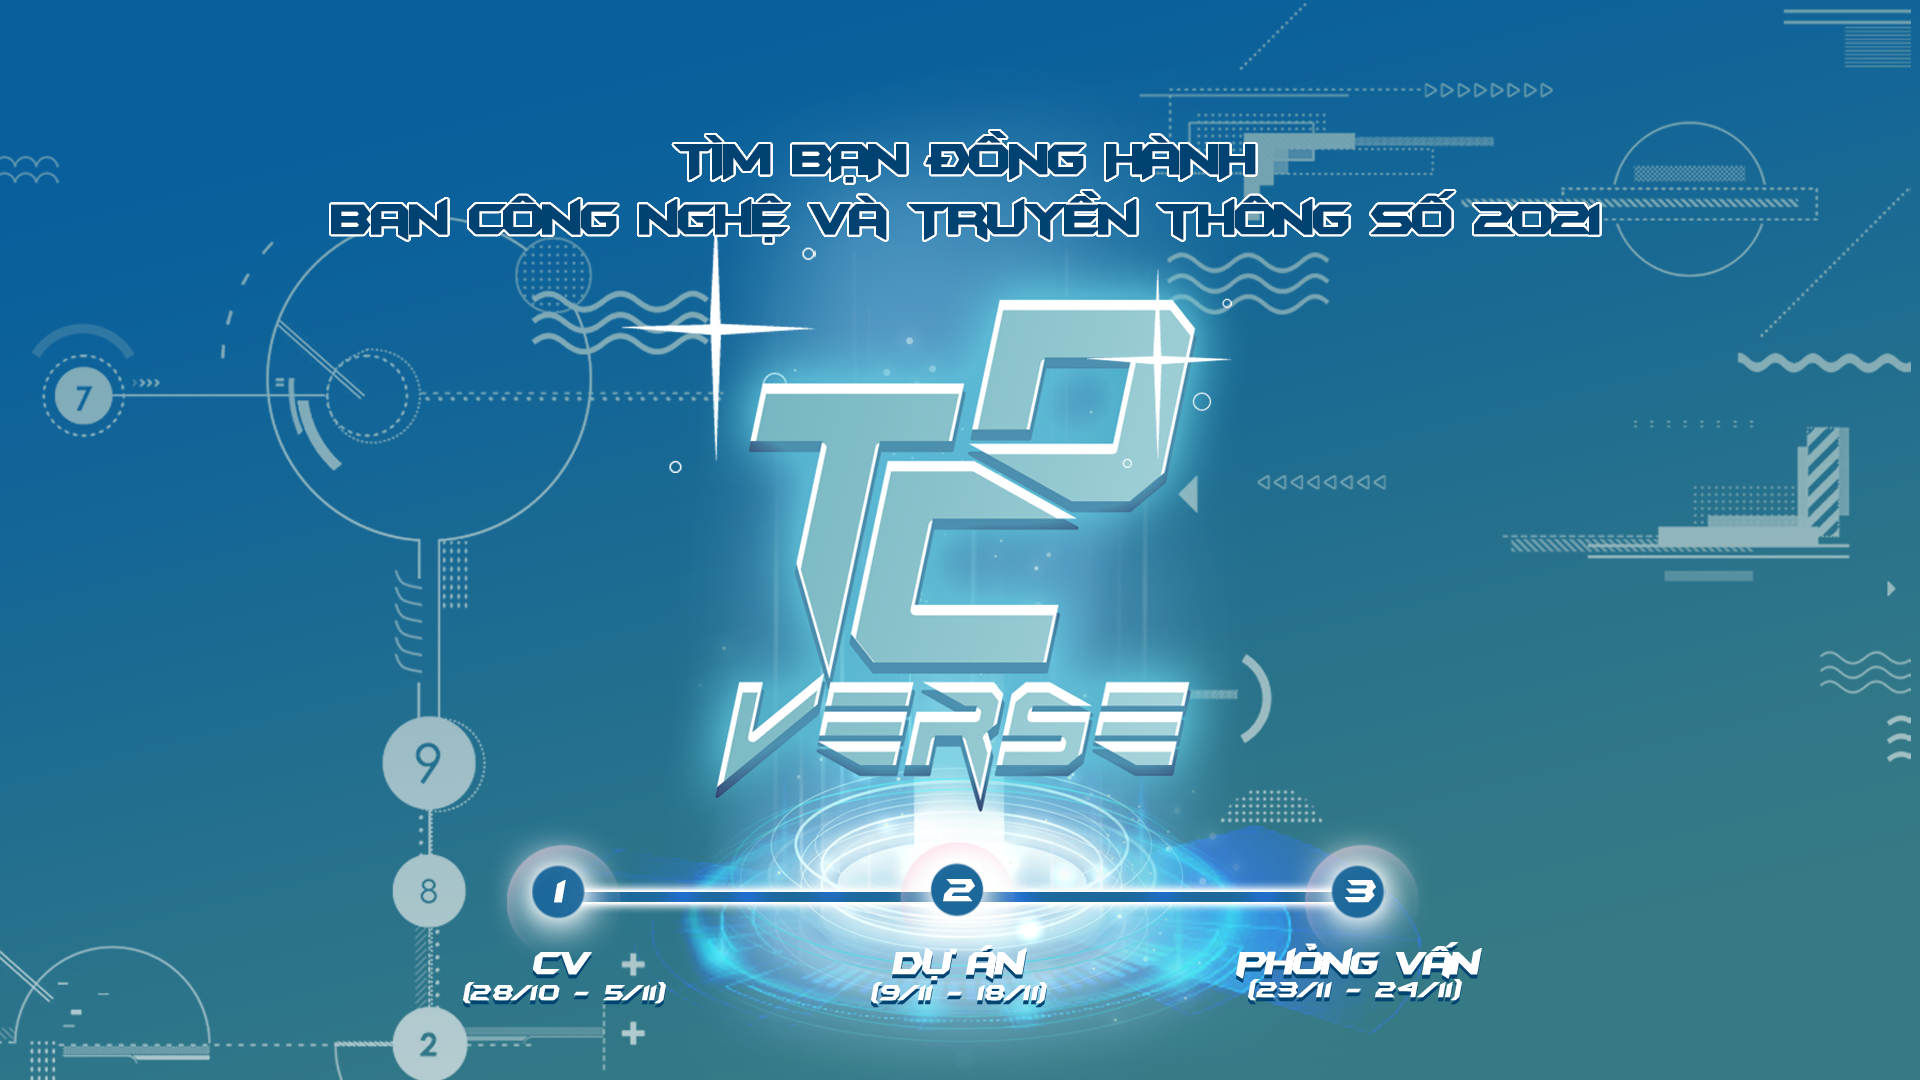 TÌM BẠN ĐỒNG HÀNH
BAN CÔNG NGHỆ VÀ TRUYỀN THÔNG SỐ 2021
TCD
VERSE
7
9
8
2
1
2
3
CV
(28/10 - 5/11)
DỰ ÁN
(9/11 - 18/11)
PHỎNG VẤN
(23/11 - 24/11)